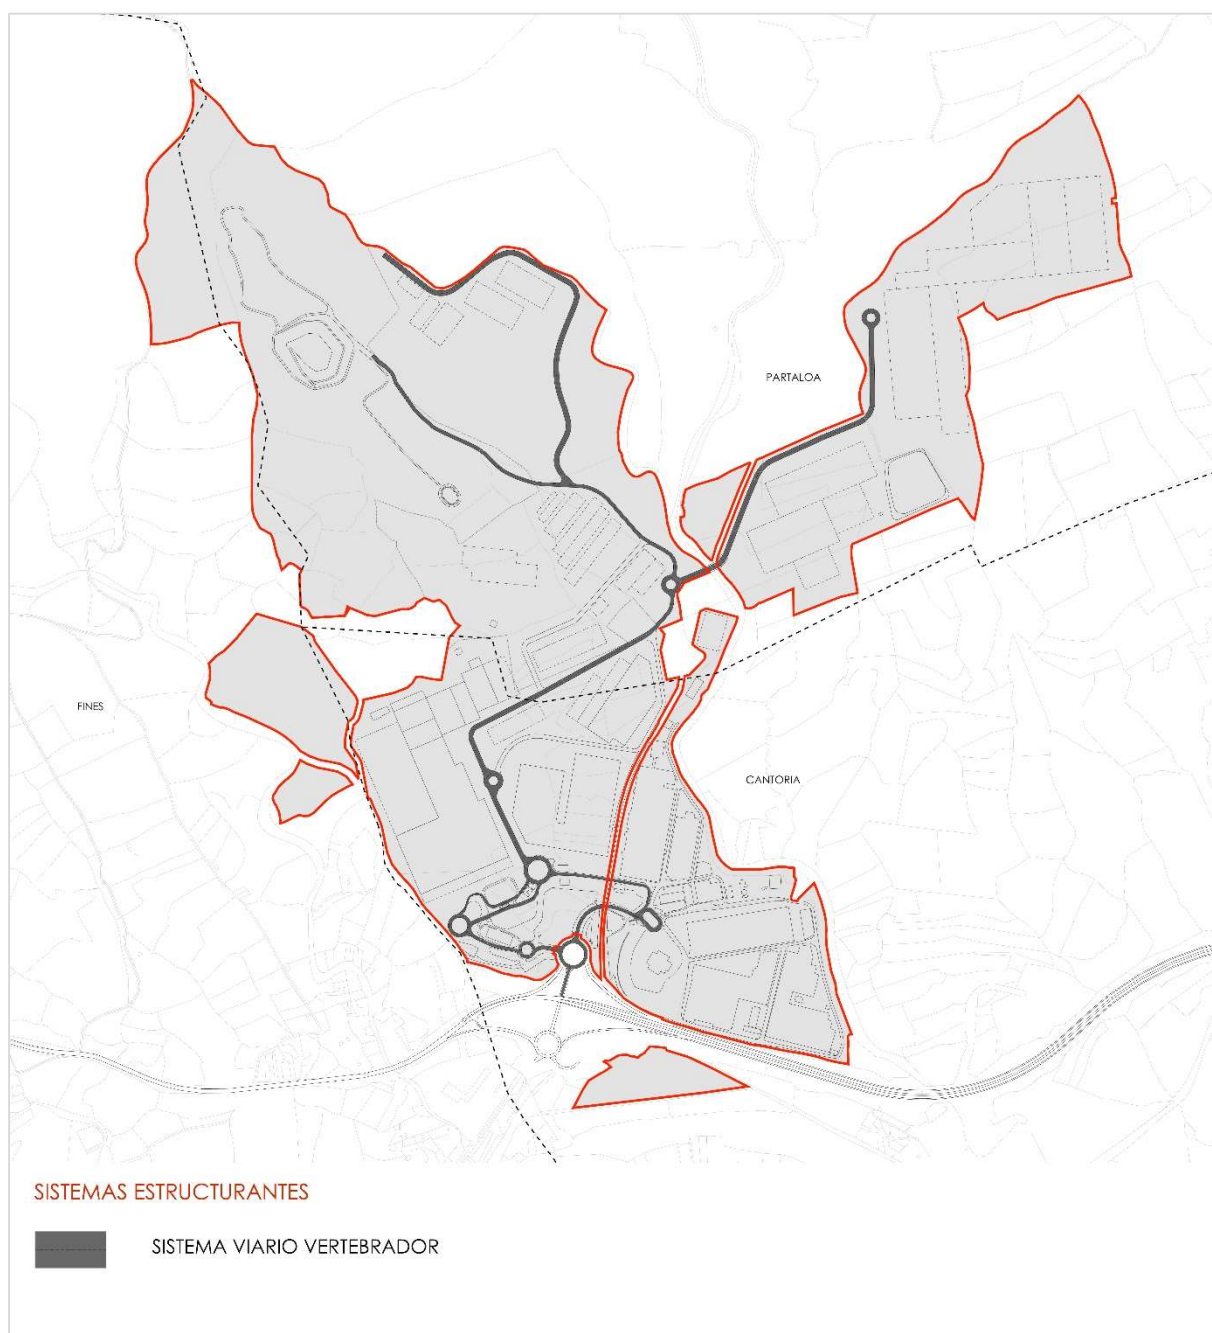 PARTALOA
FINES
CANTORIA
SISTEMAS ESTRUCTURANTES
SISTEMA VIARIO VERTEBRADOR